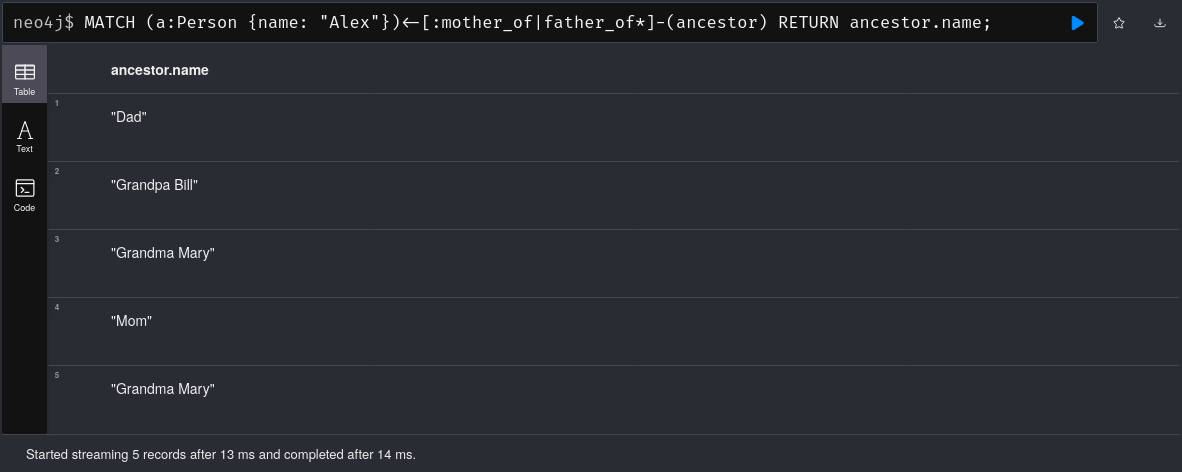 neo4j$ MATCH (a:Person {name: "Alex"})<-[:mother_of|father_of*]-(ancestor) RETURN ancestor.name;
ancestor.name
Table
1
"Dad"
Text
2
"Grandpa Bill"
Code
3
"Grandma Mary"
4
"Mom"
5
"Grandma Mary"
Started streaming 5 records after 13 ms and completed after 14 ms.